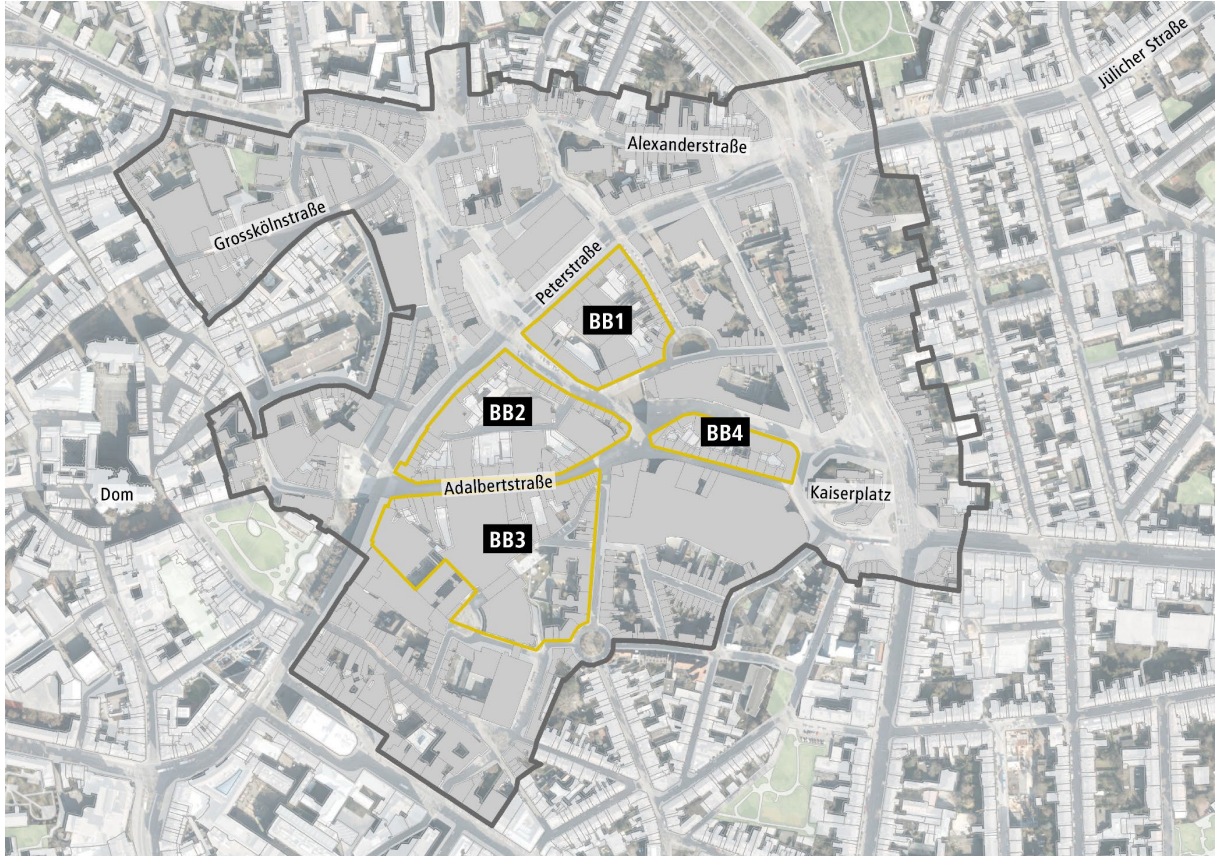 Jülicher Straße
Alexanderstraße
Grosskölnstraße
Peterstraße
BB1
BB2
BB4
Adalbertstraße
Kaiserplatz
Dom
BB3